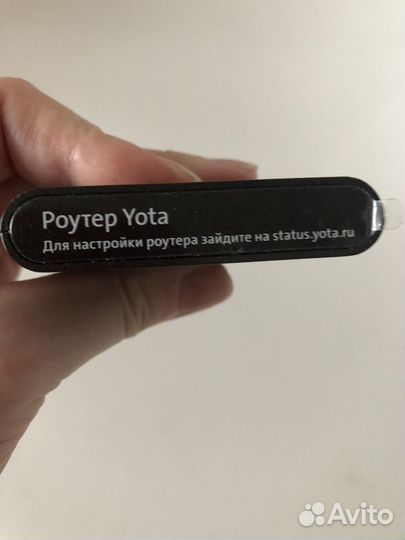 Роутер Yota
Для настройки роутера зайдите на status.yota.ru
Avito